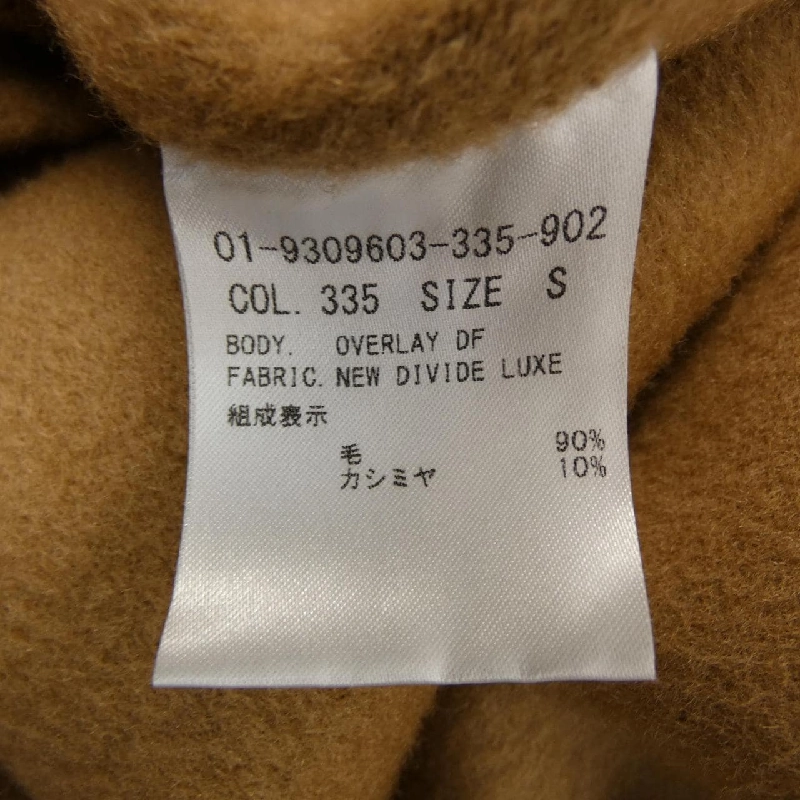 01-9309603-335-902
COL. 335 SIZE S
BODY. OVERLAY DF
FABRIC. NEW DIVIDE LUXE
組成表示
毛 90%
カシミヤ 10%